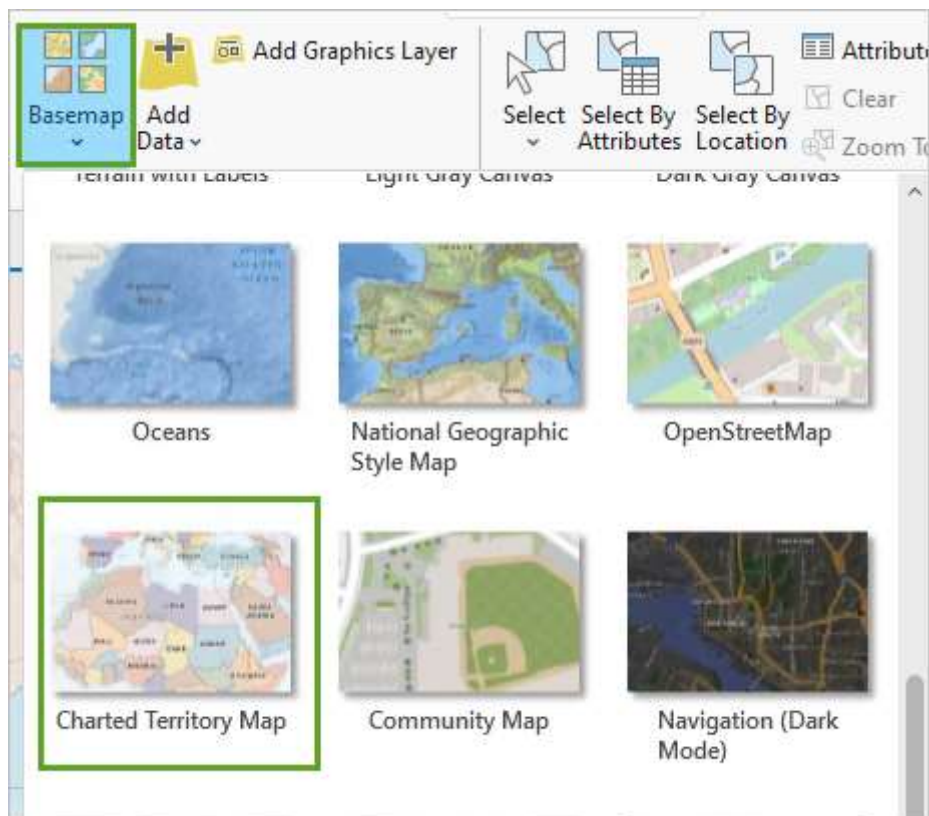 Add Graphics Layer
Attribut
Basemap
Add
Data
Select
Select By
Attributes
Select By
Location
Clear
Zoom To
Terrain with Labels
Light Gray Canvas
Dark Gray Canvas
Oceans
National Geographic
Style Map
OpenStreetMap
Charted Territory Map
Community Map
Navigation (Dark
Mode)